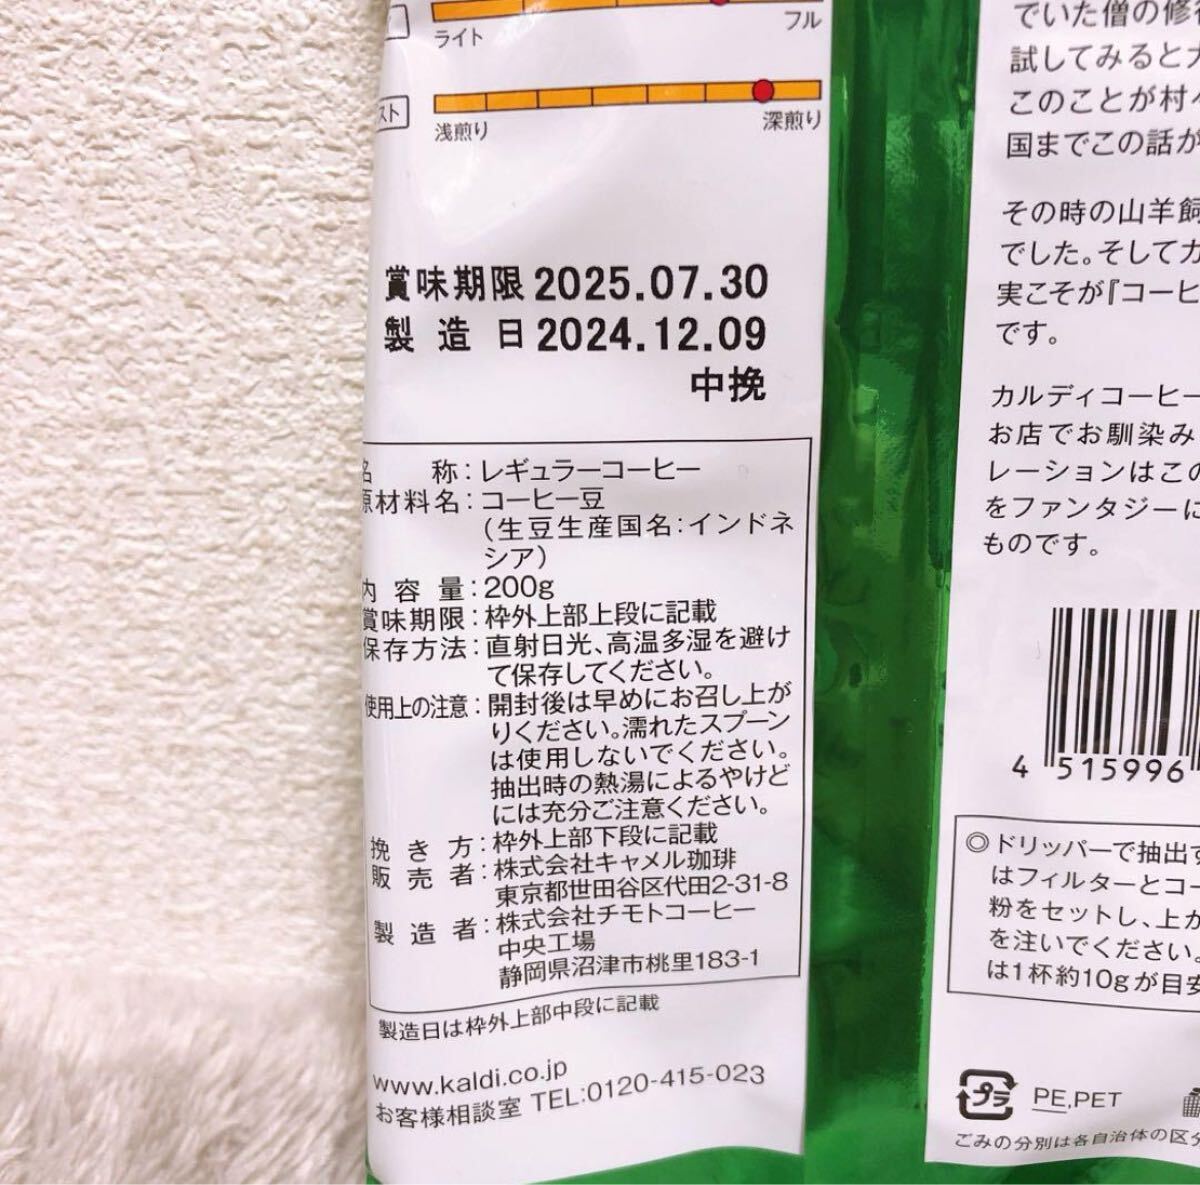 ライト
フル
スト
浅煎り
深煎り
賞味期限 2025.07.30
製造日 2024.12.09
中挽
名称：レギュラーコーヒー
原材料名：コーヒー豆
（生豆生産国名：インドネ
シア）
内容量：200g
賞味期限：枠外上部上段に記載
保存方法：直射日光、高温多湿を避け
て保存してください。
使用上の注意：開封後は早めにお召し上が
りください。濡れたスプーン
は使用しないでください。
抽出時の熱湯によるやけど
には充分ご注意ください。
挽き方：枠外上部下段に記載
販売者：株式会社キャメル珈琲
東京都世田谷区代田2-31-8
製造者：株式会社チモトコーヒー
中央工場
静岡県沼津市桃里183-1
製造日は枠外上部中段に記載
www.kaldi.co.jp
お客様相談室 TEL:0120-415-023
でいた僧の修
試してみると
このことが村
国までこの話が
その時の山羊飼
でした。そしてカ
実こそが『コーヒ
です。
カルディコーヒー
お店でお馴染み
レーションはこの
をファンタジーに
ものです。
4 515996
◎ドリッパーで抽出す
はフィルターとコー
粉をセットし、上か
を注いでください。
は1杯約10gが目安
プラ PE,PET
ごみの分別は各自治体の区分